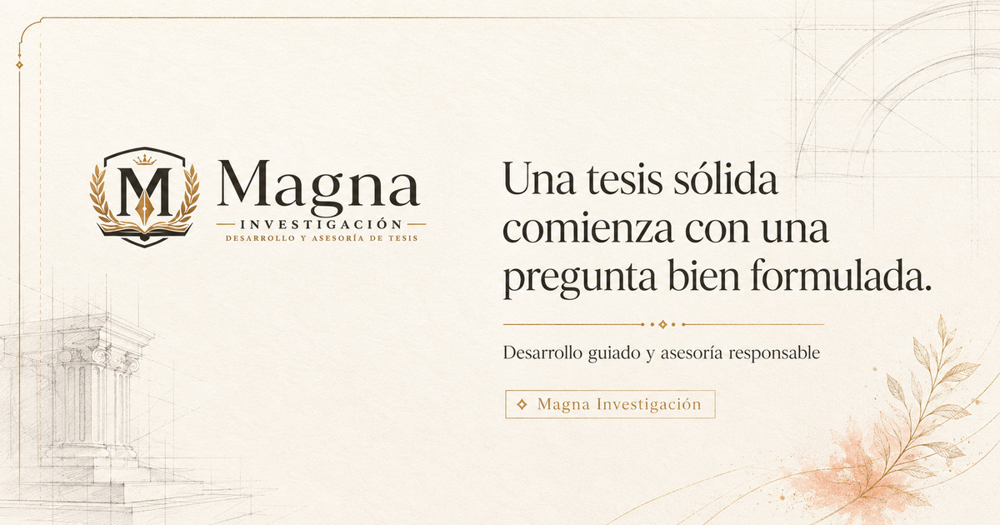 M
Magna
INVESTIGACIÓN
DESARROLLO Y ASESORÍA DE TESIS
Una tesis sólida
comienza con una
pregunta bien formulada.
Desarrollo guiado y asesoría responsable
Magna Investigación